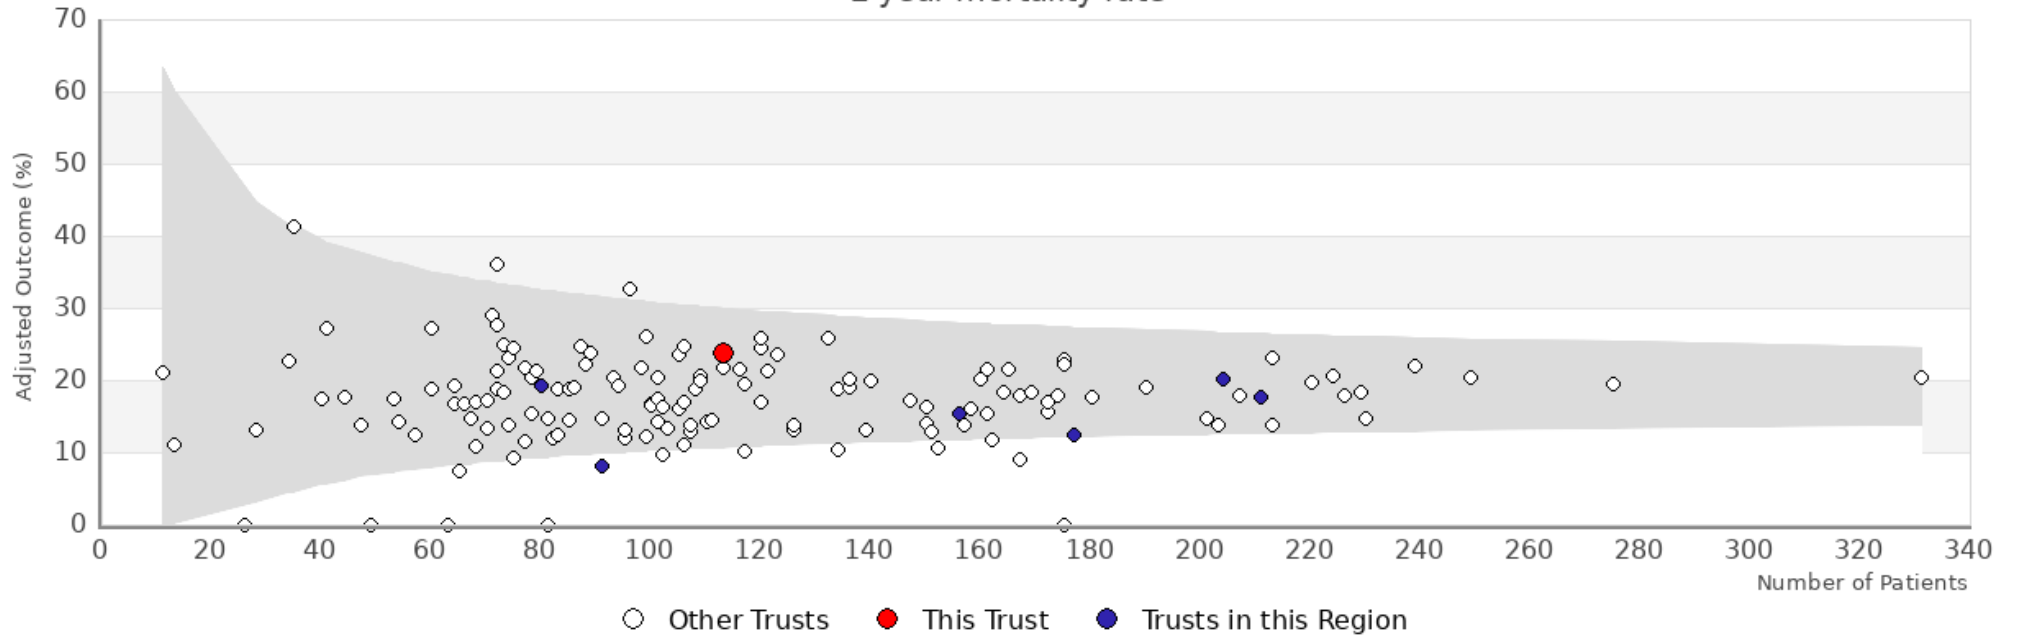 70
60
50
40
30
20
10
0
Adjusted Outcome (%)
0 20 40 60 80 100 120 140 160 180 200 220 240 260 280 300 320 340
Number of Patients
Other Trusts This Trust Trusts in this Region